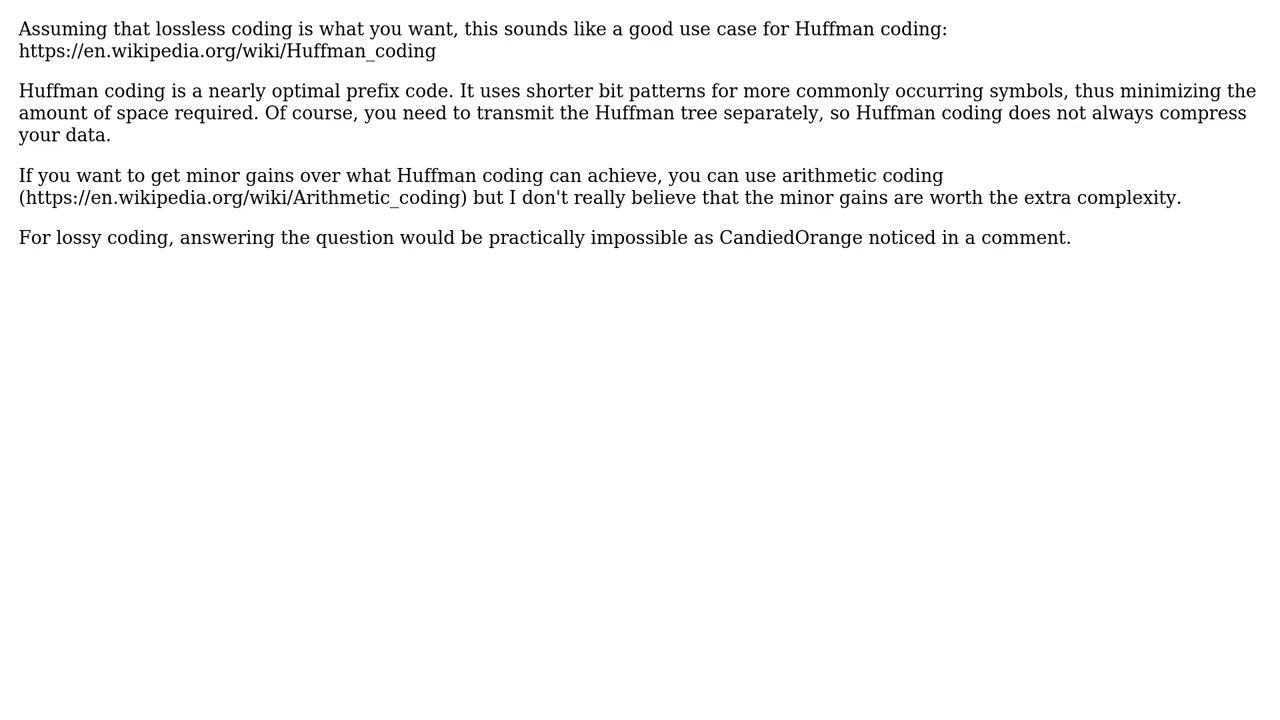 Assuming that lossless coding is what you want, this sounds like a good use case for Huffman coding:
https://en.wikipedia.org/wiki/Huffman_coding
Huffman coding is a nearly optimal prefix code. It uses shorter bit patterns for more commonly occurring symbols, thus minimizing the
amount of space required. Of course, you need to transmit the Huffman tree separately, so Huffman coding does not always compress
your data.
If you want to get minor gains over what Huffman coding can achieve, you can use arithmetic coding
(https://en.wikipedia.org/wiki/Arithmetic_coding) but I don't really believe that the minor gains are worth the extra complexity.
For lossy coding, answering the question would be practically impossible as CandiedOrange noticed in a comment.